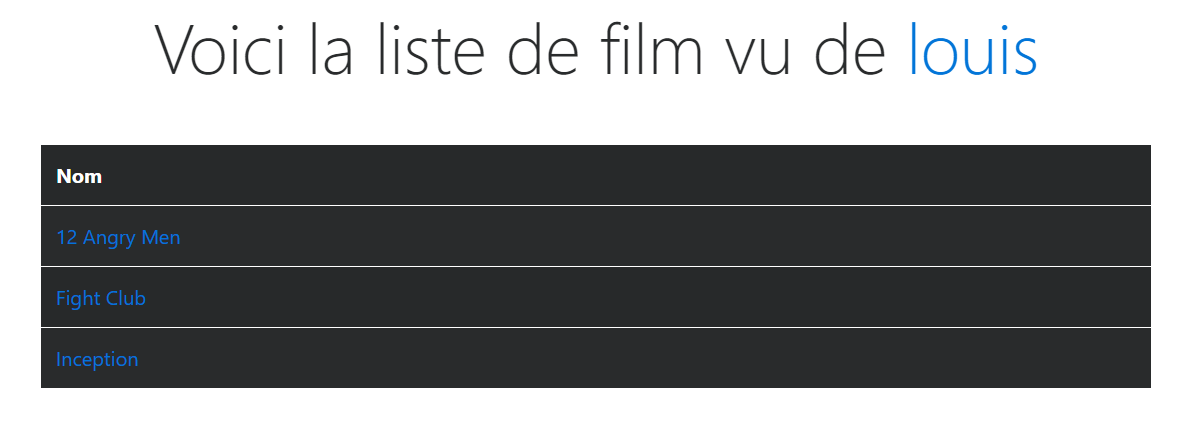 Voici la liste de film vu de louis
Nom
12 Angry Men
Fight Club
Inception